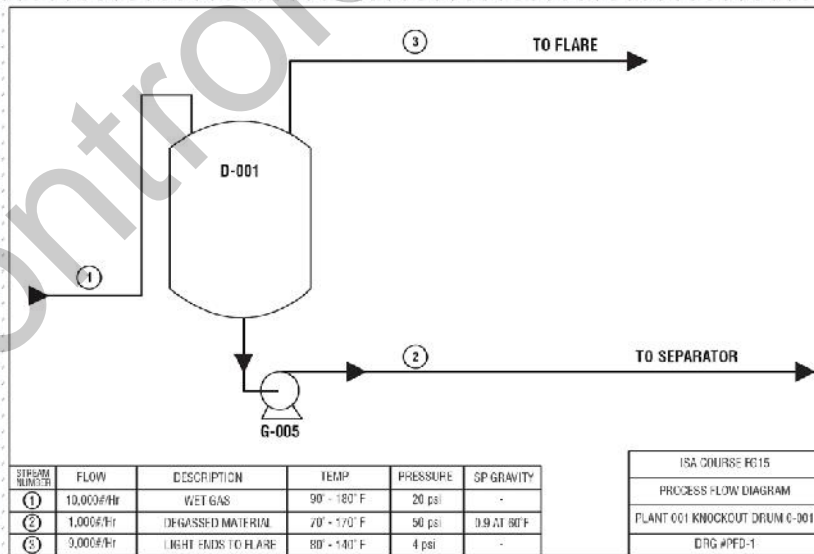 3
TO FLARE
D-001
1
2
TO SEPARATOR
G-005
STREAM NUMBER FLOW DESCRIPTION TEMP PRESSURE SP GRAVITY
1 10,000#/Hr WET GAS 90° - 180° F 20 psi -
2 1,000#/Hr DEGASSED MATERIAL 70° - 170° F 50 psi 0.9 AT 60°F
3 9,000#/Hr LIGHT ENDS TO FLARE 80° - 140° F 4 psi -
ISA COURSE FG15
PROCESS FLOW DIAGRAM
PLANT 001 KNOCKOUT DRUM 0-001
DRG #PFD-1
ontrols